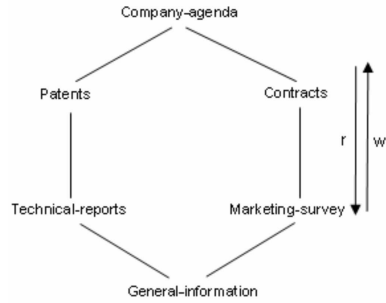 Company-agenda
Patents
Contracts
r
w
Technical-reports
Marketing-survey
General-information